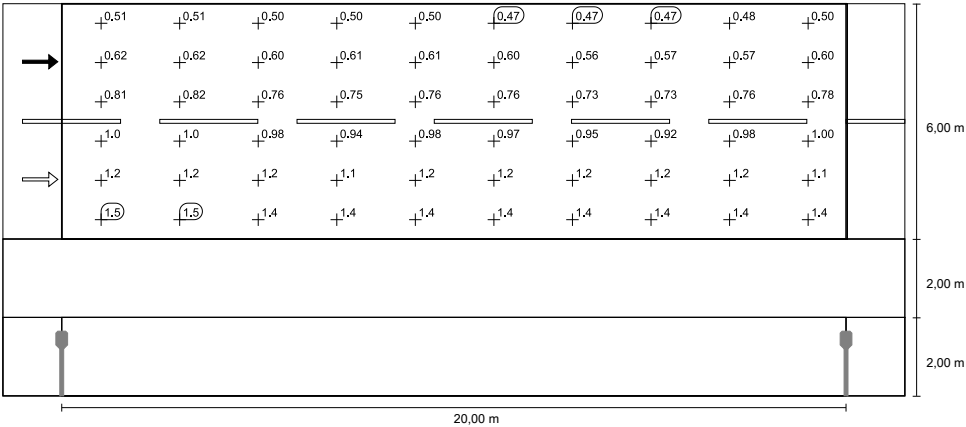 0.51 0.51 0.50 0.50 0.50 0.47 0.47 0.47 0.48 0.50
0.62 0.62 0.60 0.61 0.61 0.60 0.56 0.57 0.57 0.60
0.81 0.82 0.76 0.75 0.76 0.76 0.73 0.73 0.76 0.78
6,00 m
1.0 1.0 0.98 0.94 0.98 0.97 0.95 0.92 0.98 1.00
1.2 1.2 1.2 1.1 1.2 1.2 1.2 1.2 1.2 1.1
1.5 1.5 1.4 1.4 1.4 1.4 1.4 1.4 1.4 1.4
2,00 m
2,00 m
20,00 m